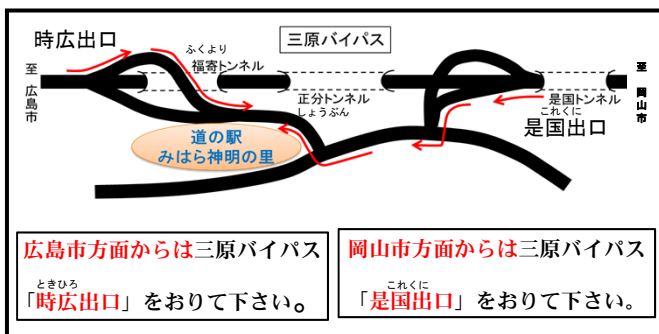 時広出口
三原バイパス
ふくより
福寄トンネル
至 広島市
至 岡山市
正分トンネル
しょうぶん
是国トンネル
これくに
是国出口
道の駅
みはら神明の里
広島市方面からは三原バイパス
ときひろ
「時広出口」をおりて下さい。
岡山市方面からは三原バイパス
これくに
「是国出口」をおりて下さい。